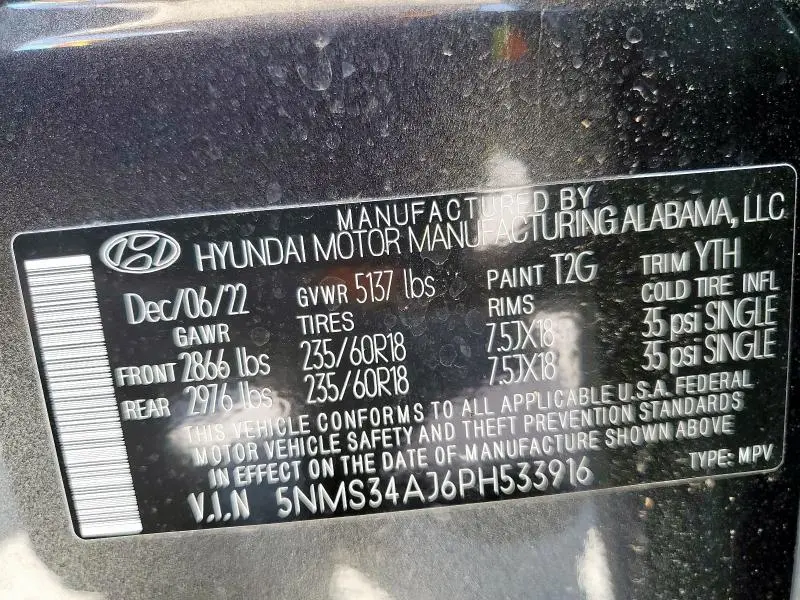 MANUFACTURED BY
HYUNDAI MOTOR MANUFACTURING ALABAMA, LLC
Dec/06/22 GVWR 5137 lbs PAINT T2G TRIM YTH
GAWR TIRES RIMS COLD TIRE INFL
FRONT 2866 lbs 235/60R18 7.5JX18 35 psi SINGLE
REAR 2976 lbs 235/60R18 7.5JX18 35 psi SINGLE
THIS VEHICLE CONFORMS TO ALL APPLICABLE U.S.A. FEDERAL
MOTOR VEHICLE SAFETY AND THEFT PREVENTION STANDARDS
IN EFFECT ON THE DATE OF MANUFACTURE SHOWN ABOVE
V.I.N 5NMS34AJ6PH533916 TYPE: MPV